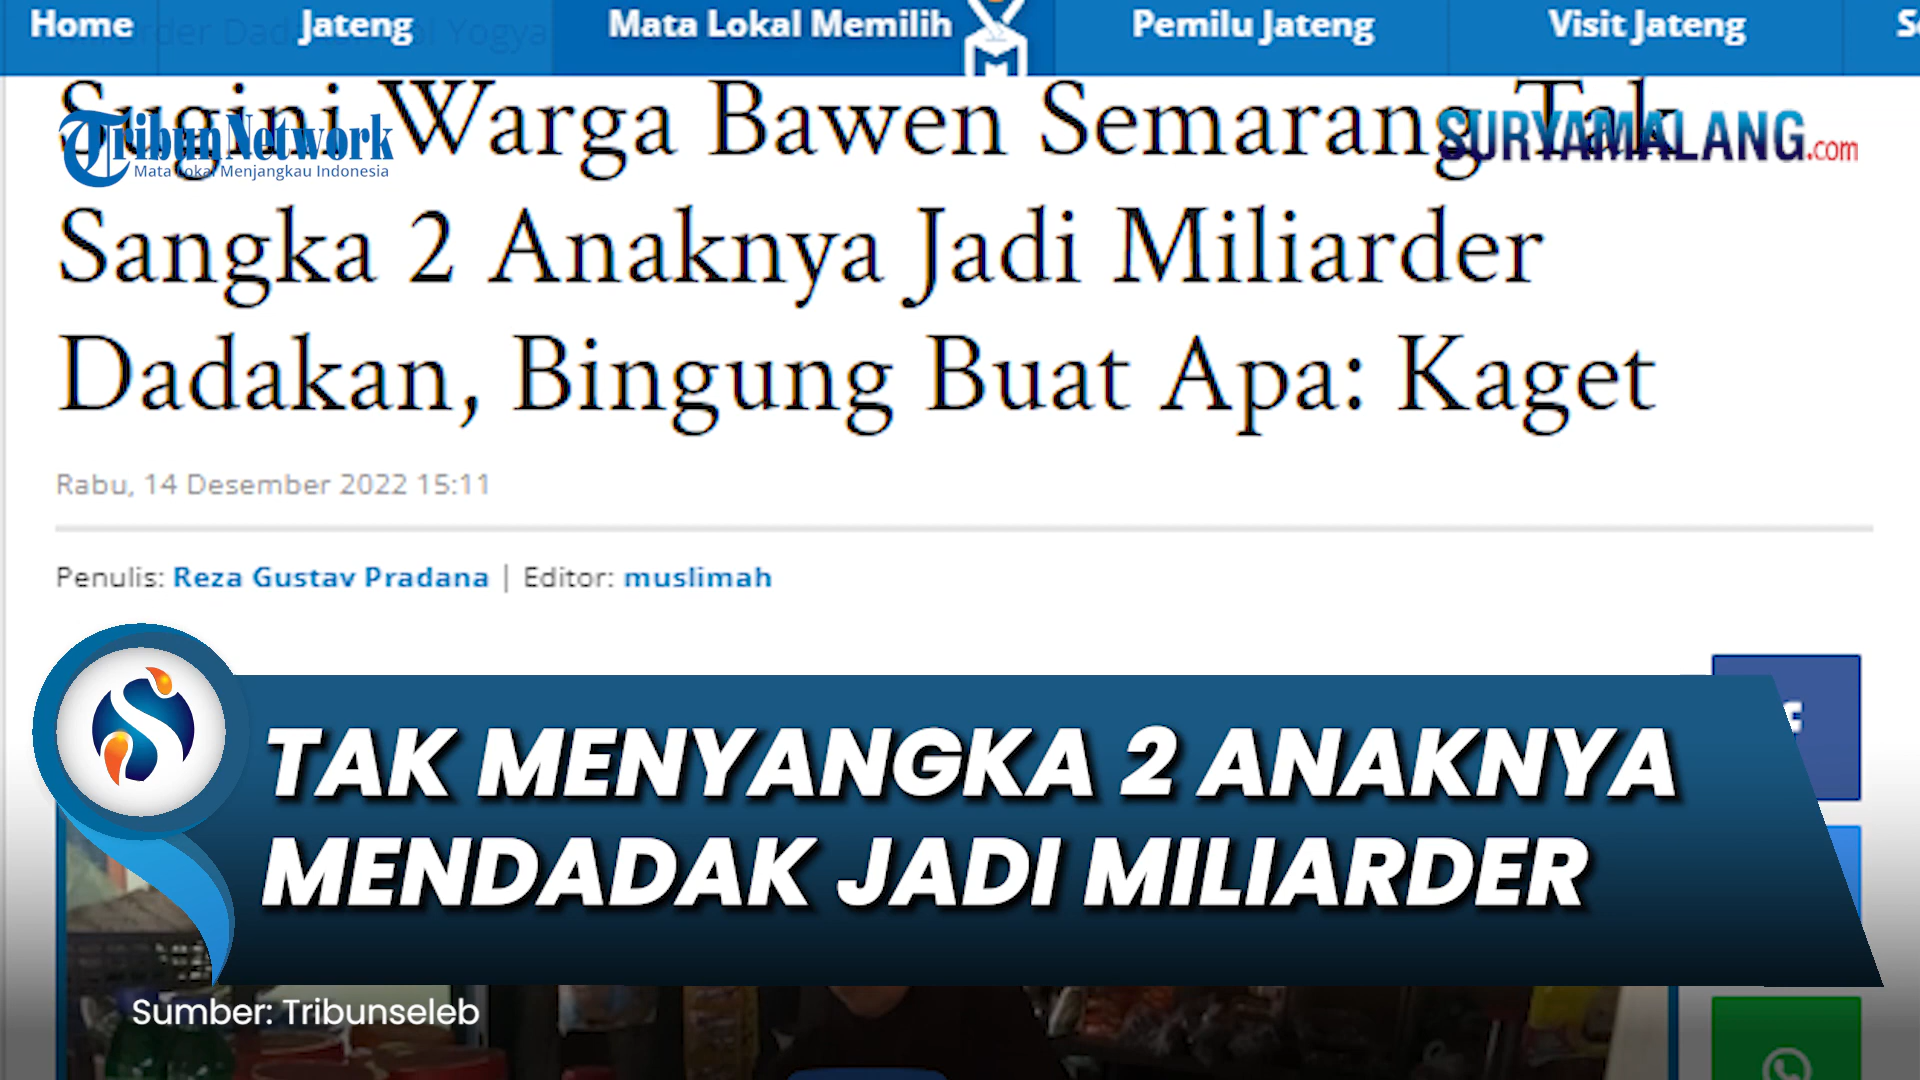 Home Jateng Mata Lokal Memilih Pemilu Jateng Visit Jateng
Sugini Warga Bawen Semarang Tak
TribunNetwork
Mata Lokal Menjangkau Indonesia
SURYAMALANG.com
Sangka 2 Anaknya Jadi Miliarder
Dadakan, Bingung Buat Apa: Kaget
Rabu, 14 Desember 2022 15:11
Penulis: Reza Gustav Pradana | Editor: muslimah
TAK MENYANGKA 2 ANAKNYA
MENDADAK JADI MILIARDER
Sumber: Tribunseleb